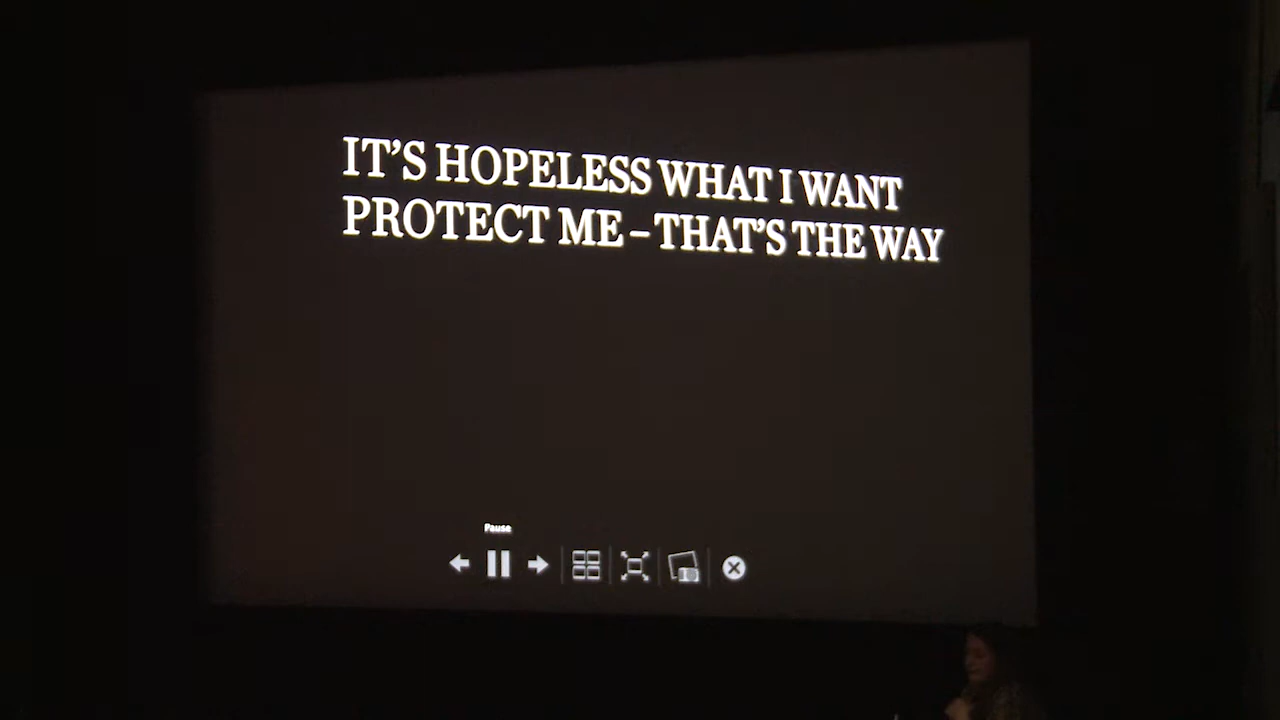 IT’S HOPELESS WHAT I WANT
PROTECT ME – THAT’S THE WAY
Pause